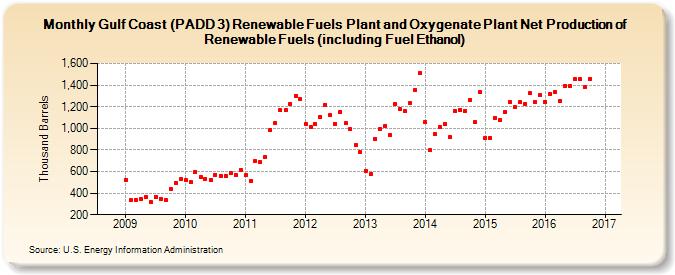 Monthly Gulf Coast (PADD 3) Renewable Fuels Plant and Oxygenate Plant Net Production of
Renewable Fuels (including Fuel Ethanol)
Thousand Barrels
1,600
1,400
1,200
1,000
800
600
400
200
2009 2010 2011 2012 2013 2014 2015 2016 2017
Source: U.S. Energy Information Administration